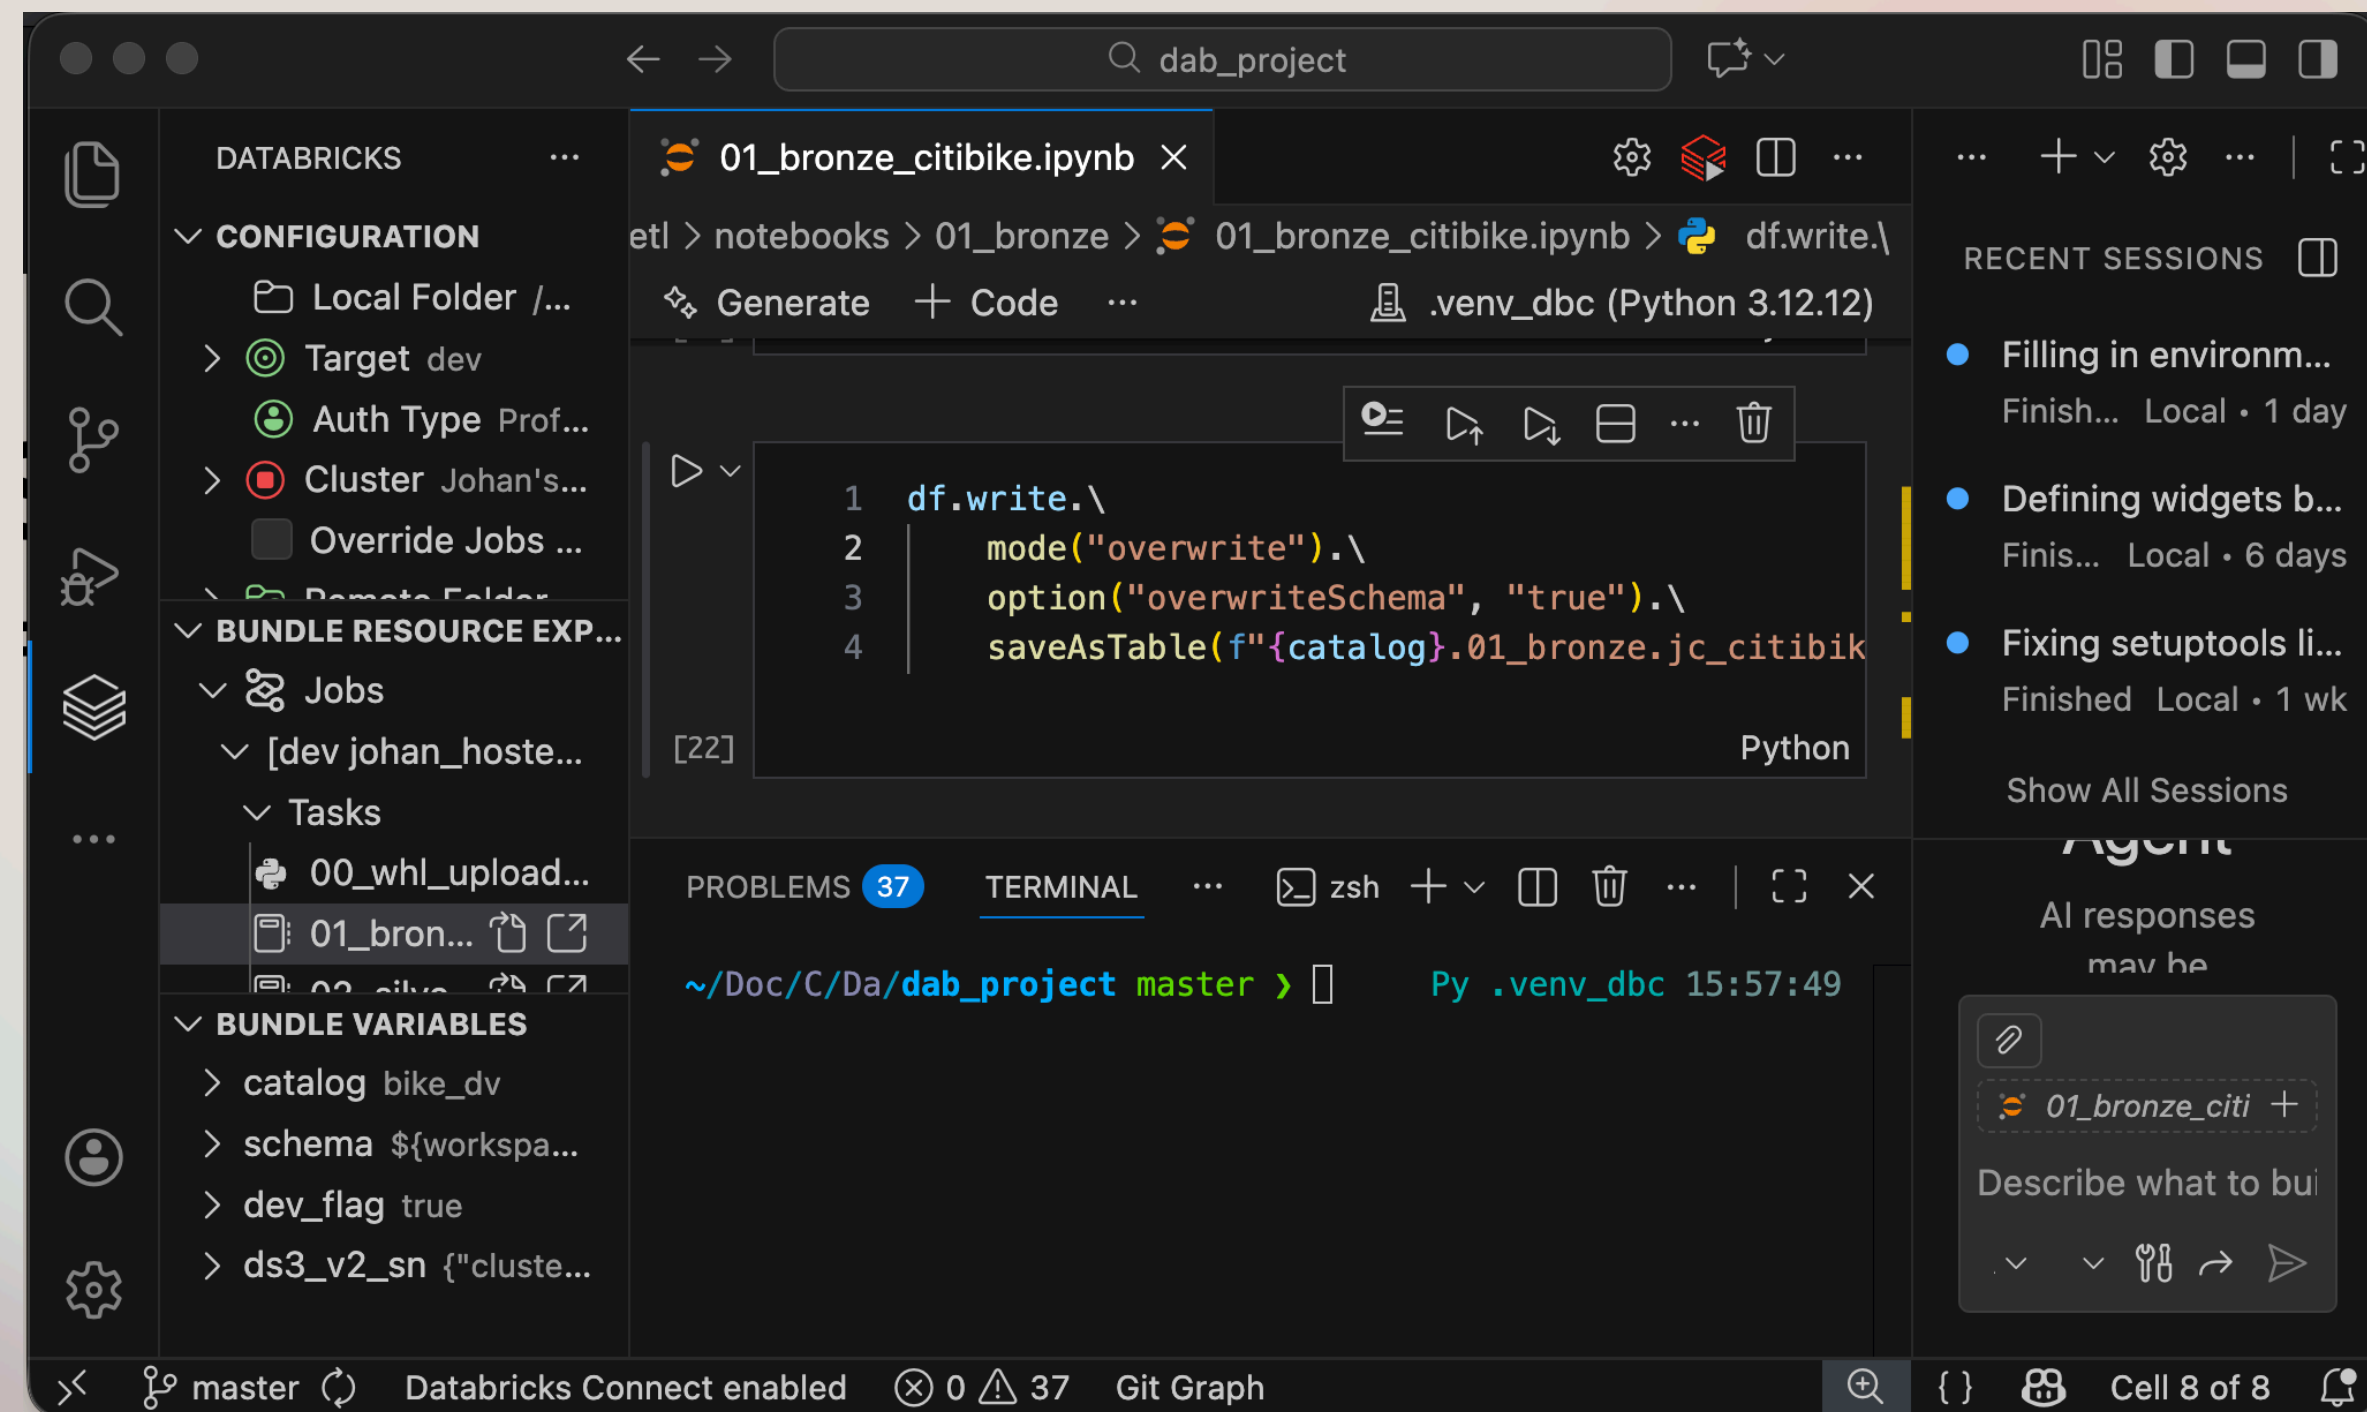 dab_project
DATABRICKS
CONFIGURATION
Local Folder /...
Target dev
Auth Type Prof...
Cluster Johan's...
Override Jobs ...
Remote Folder
BUNDLE RESOURCE EXP...
Jobs
[dev johan_hoste...
Tasks
00_whl_upload...
01_bron...
02_silve
BUNDLE VARIABLES
catalog bike_dv
schema ${workspa...
dev_flag true
ds3_v2_sn {"cluste...
01_bronze_citibike.ipynb
etl > notebooks > 01_bronze > 01_bronze_citibike.ipynb > df.write.\
Generate + Code ... .venv_dbc (Python 3.12.12)
1 df.write.\
2 mode("overwrite").\
3 option("overwriteSchema", "true").\
4 saveAsTable(f"{catalog}.01_bronze.jc_citibik
[22] Python
PROBLEMS 37 TERMINAL ... zsh
~/Doc/C/Da/dab_project master ❯ Py .venv_dbc 15:57:49
RECENT SESSIONS
Filling in environm...
Finish... Local • 1 day
Defining widgets b...
Finis... Local • 6 days
Fixing setuptools li...
Finished Local • 1 wk
Show All Sessions
Agent
AI responses
may be
01_bronze_citi +
Describe what to bui
master Databricks Connect enabled 0 37 Git Graph {} Cell 8 of 8